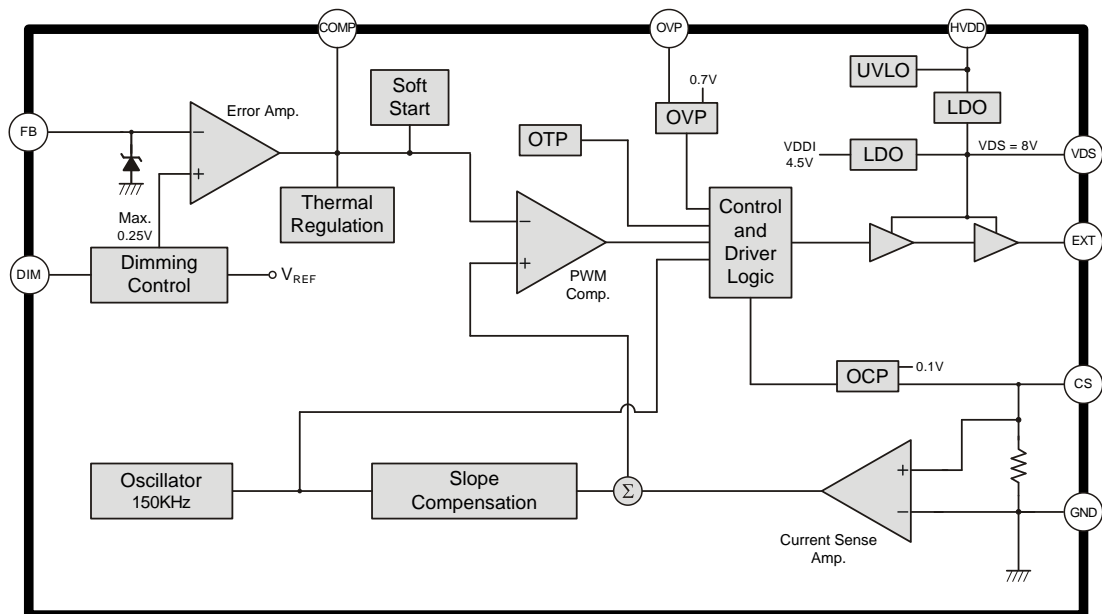 COMP
OVP
HVDD
Soft
Start
UVLO
0.7V
Error Amp.
LDO
OVP
FB
−
OTP
VDDI
4.5V
LDO
VDS = 8V
VDS
+
Thermal
Regulation
Control
and
Driver
Logic
Max.
0.25V
−
EXT
DIM
Dimming
Control
VREF
+
PWM
Comp.
OCP
0.1V
CS
+
Oscillator
150KHz
Slope
Compensation
Σ
−
GND
Current Sense
Amp.